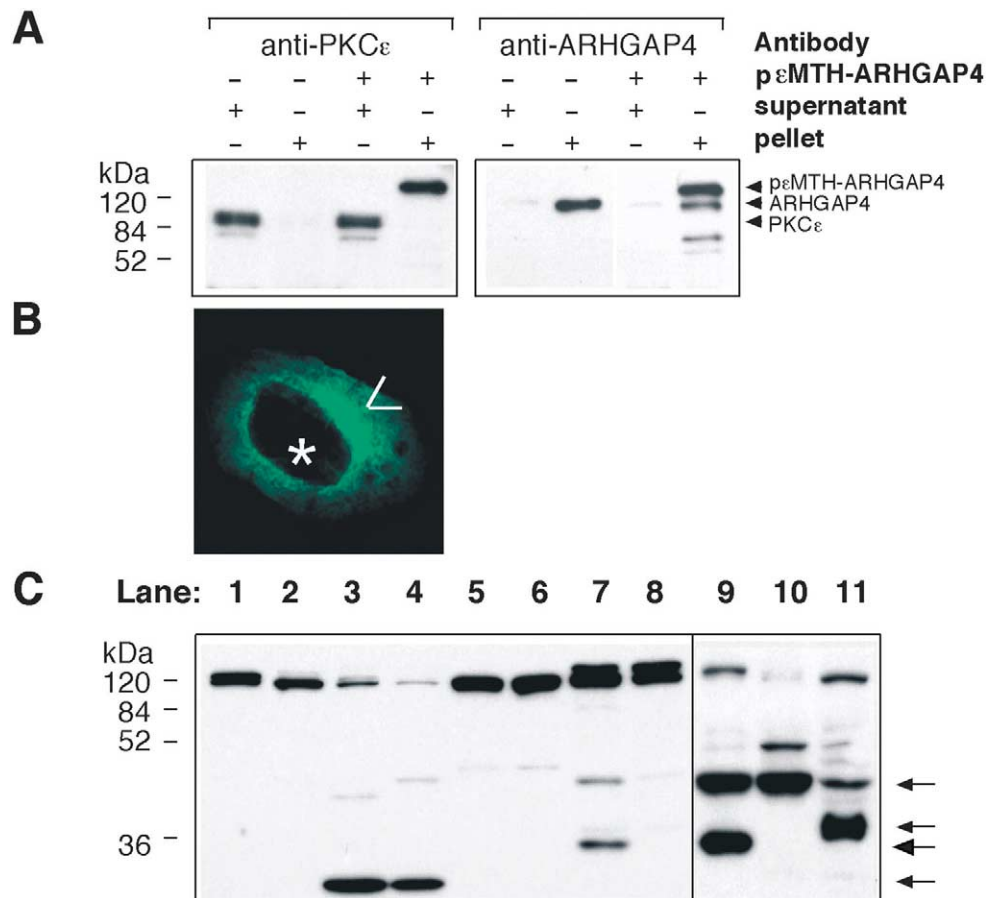 A
anti-PKCε anti-ARHGAP4 Antibody
– – + + – – + + pεMTH-ARHGAP4
+ – + – + – + – supernatant
– + – + – + – + pellet
kDa
120
84
52
pεMTH-ARHGAP4
ARHGAP4
PKCε
B
*
C Lane: 1 2 3 4 5 6 7 8 9 10 11
kDa
120
84
52
36